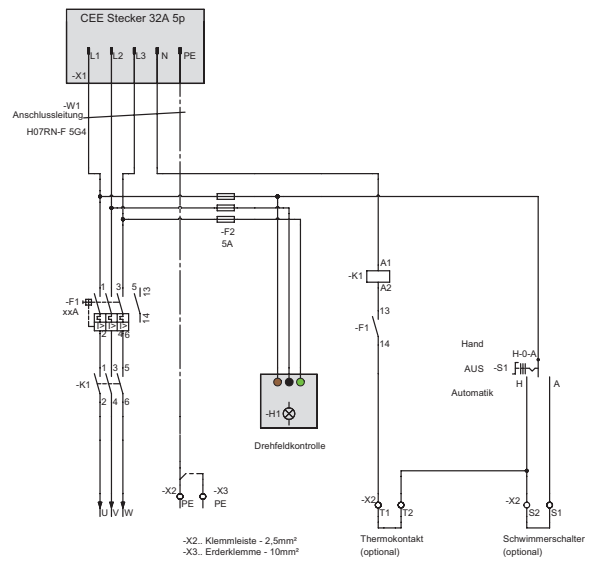 CEE Stecker 32A 5p
L1 L2 L3 N PE
-X1
-W1
Anschlussleitung
H07RN-F 5G4
-F2
5A
A1
-K1
A2
1 3 5 13
-F1
xxA
I> I> I>
2 4 6 14
13
-F1
14
Hand
H-0-A
AUS -S1
Automatik
H A
1 3 5
-K1
2 4 6
-H1
Drehfeldkontrolle
-X2 -X3
PE PE
U V W
-X2
T1 T2
-X2
S2 S1
-X2.. Klemmleiste - 2,5mm²
-X3.. Erderklemme - 10mm²
Thermokontakt
(optional)
Schwimmerschalter
(optional)